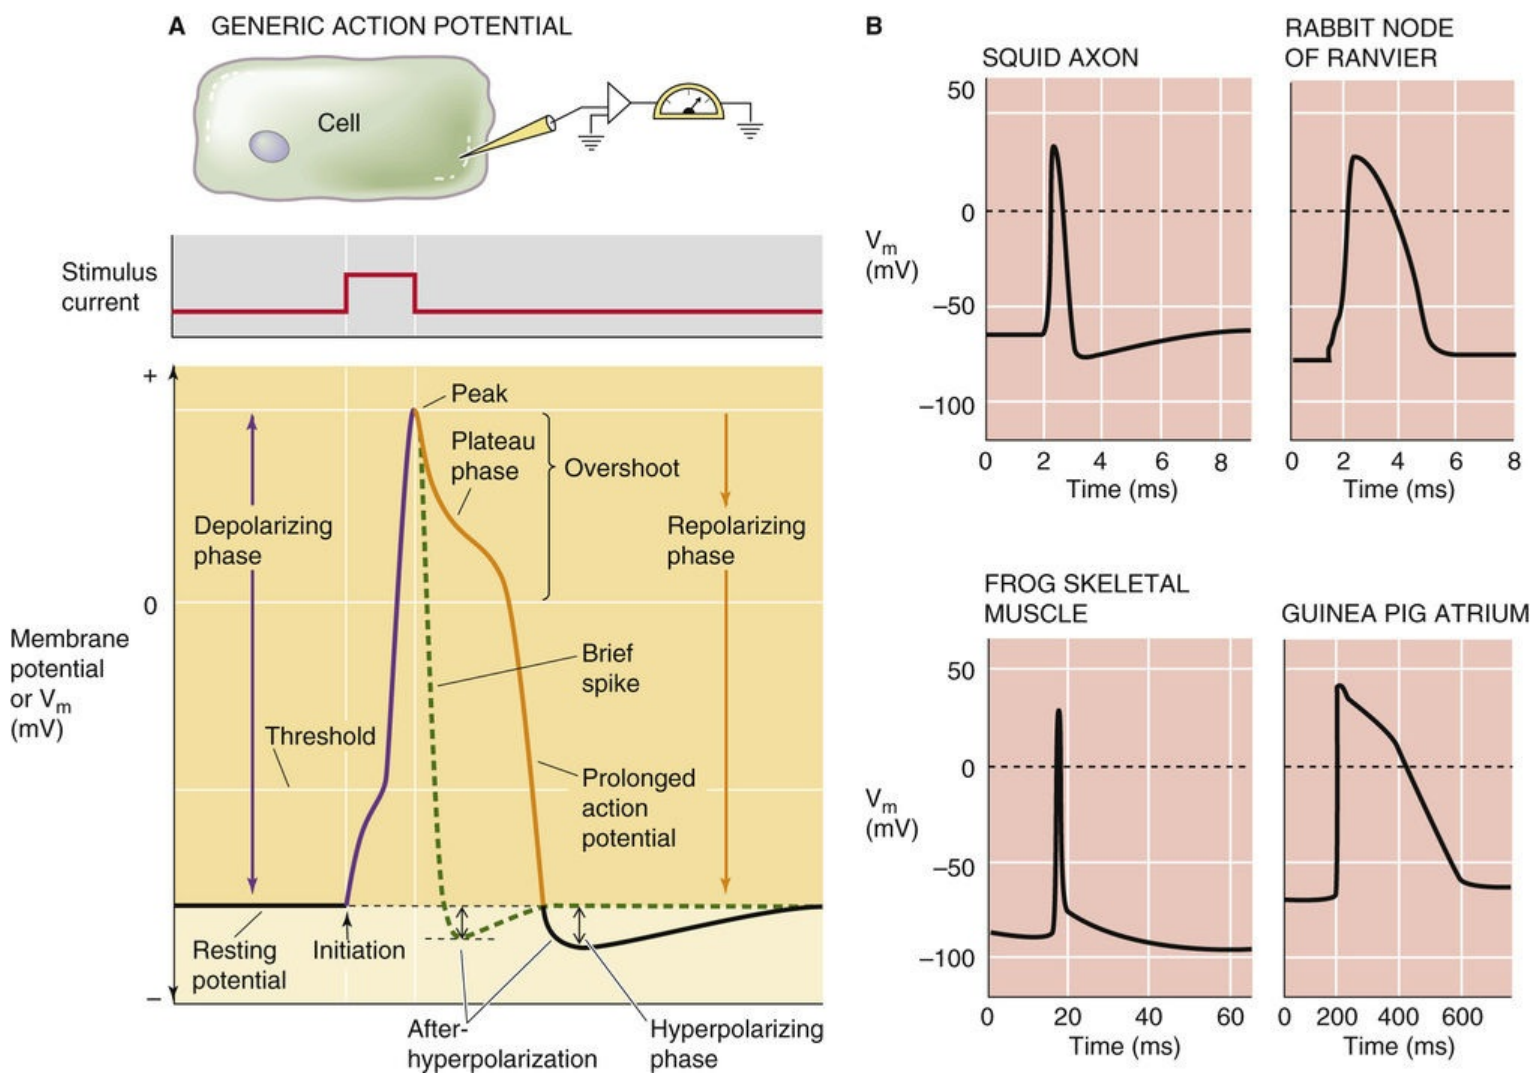 A GENERIC ACTION POTENTIAL
Cell
Stimulus
current
+
Peak
Plateau
phase
Overshoot
Depolarizing
phase
Repolarizing
phase
0
Membrane
potential
or Vm
(mV)
Brief
spike
Threshold
Prolonged
action
potential
Resting
potential
Initiation
–
After-
hyperpolarization
Hyperpolarizing
phase
B
SQUID AXON
50
0
Vm
(mV)
–50
–100
0 2 4 6 8
Time (ms)
RABBIT NODE
OF RANVIER
0 2 4 6 8
Time (ms)
FROG SKELETAL
MUSCLE
50
0
Vm
(mV)
–50
–100
0 20 40 60
Time (ms)
GUINEA PIG ATRIUM
0 200 400 600
Time (ms)